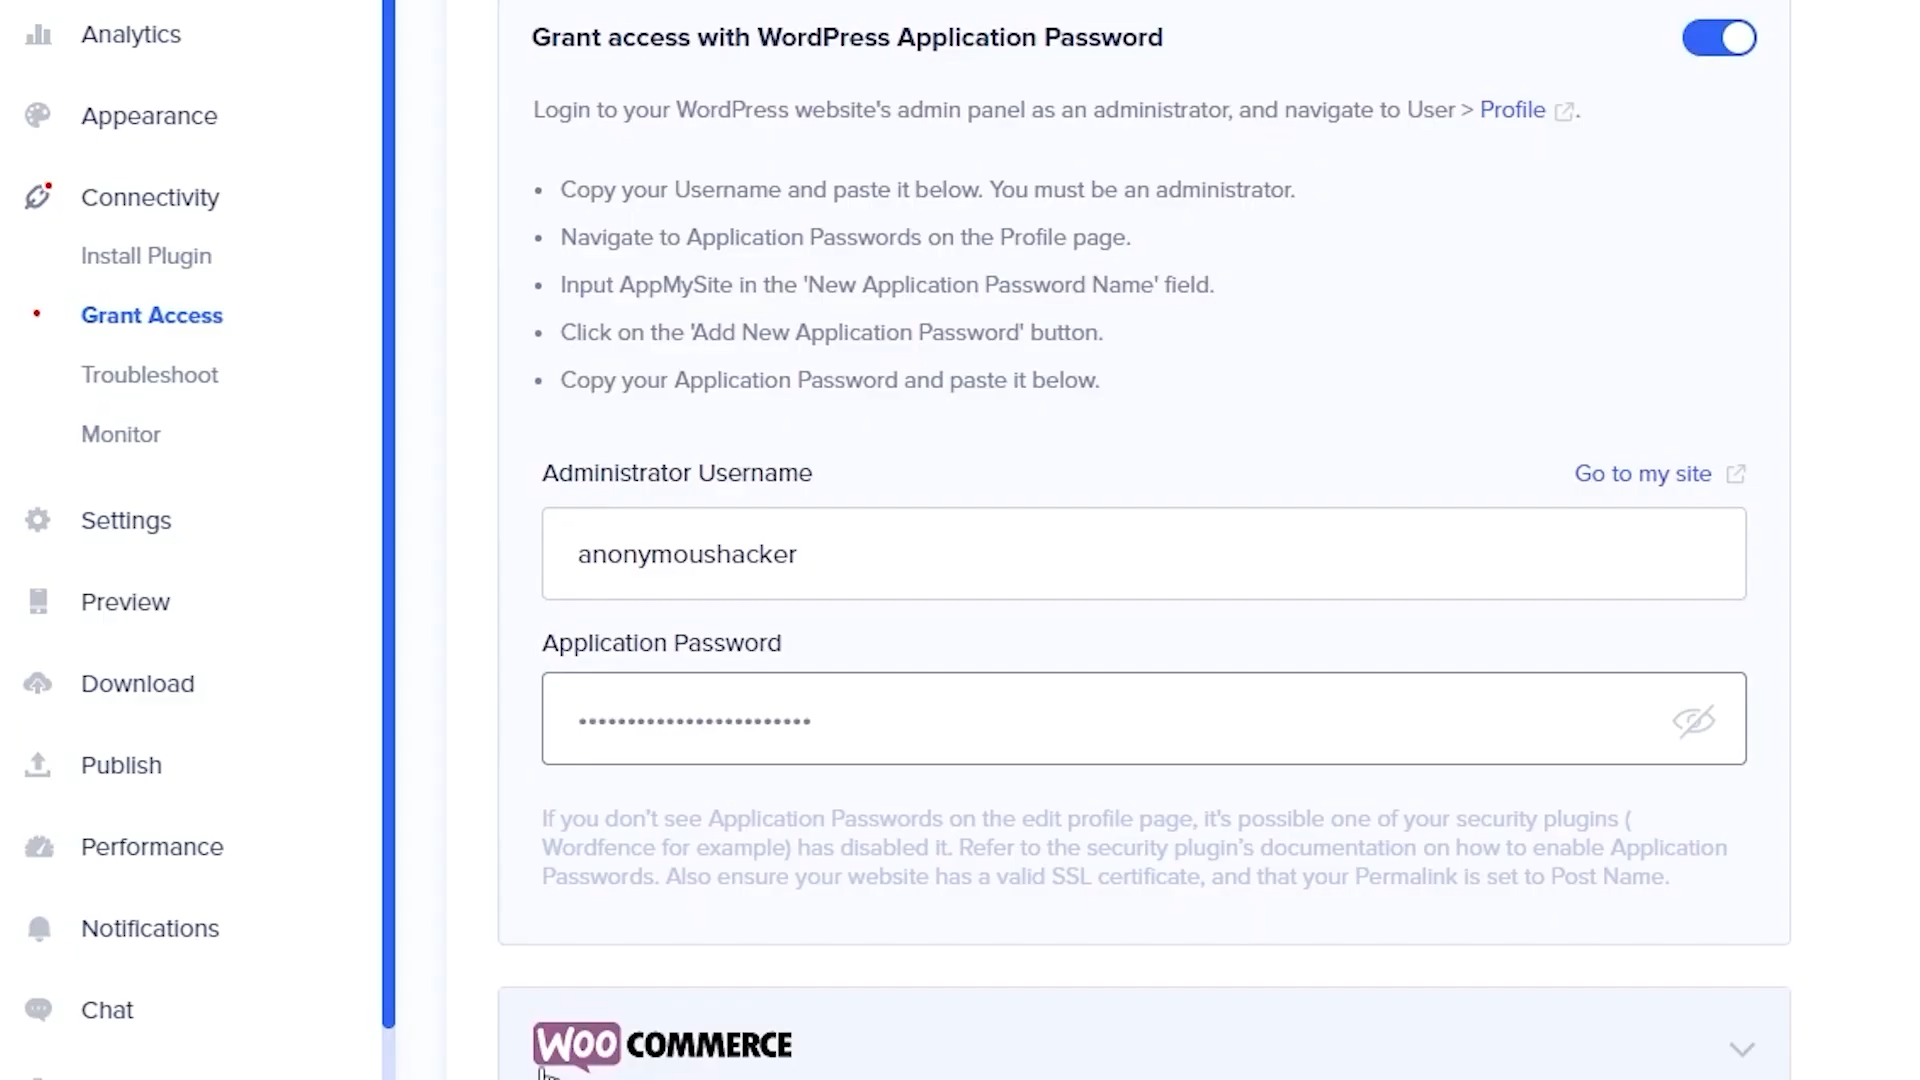 Analytics
Appearance
Connectivity
Install Plugin
Grant Access
Troubleshoot
Monitor
Settings
Preview
Download
Publish
Performance
Notifications
Chat
Grant access with WordPress Application Password
Login to your WordPress website's admin panel as an administrator, and navigate to User > Profile .
• Copy your Username and paste it below. You must be an administrator.
• Navigate to Application Passwords on the Profile page.
• Input AppMySite in the 'New Application Password Name' field.
• Click on the 'Add New Application Password' button.
• Copy your Application Password and paste it below.
Administrator Username
Go to my site
anonymoushacker
Application Password
••••••••••••••••••••••••
If you don't see Application Passwords on the edit profile page, it's possible one of your security plugins (
Wordfence for example) has disabled it. Refer to the security plugin's documentation on how to enable Application
Passwords. Also ensure your website has a valid SSL certificate, and that your Permalink is set to Post Name.
WOO COMMERCE